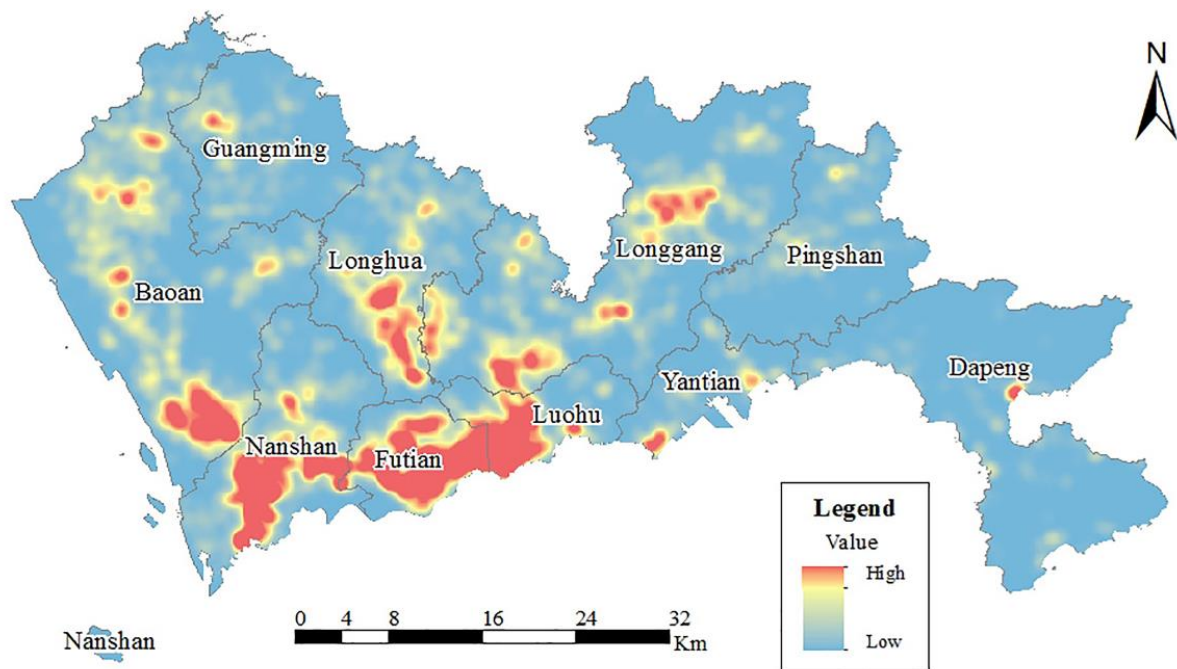 N
Guangming
Longhua
Longgang
Pingshan
Baoan
Dapeng
Yantian
Luohu
Nanshan
Futian
Legend
Value
High
Low
0 4 8 16 24 32
Km
Nanshan